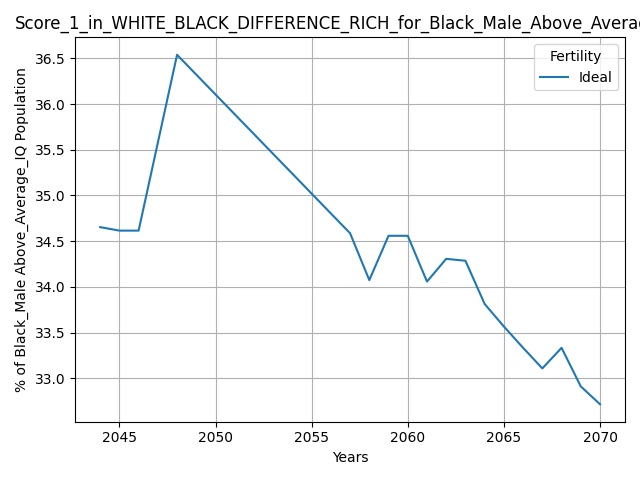 Score_1_in_WHITE_BLACK_DIFFERENCE_RICH_for_Black_Male_Above_Avera
Fertility
Ideal
% of Black_Male Above_Average_IQ Population
36.5
36.0
35.5
35.0
34.5
34.0
33.5
33.0
2045
2050
2055
2060
2065
2070
Years